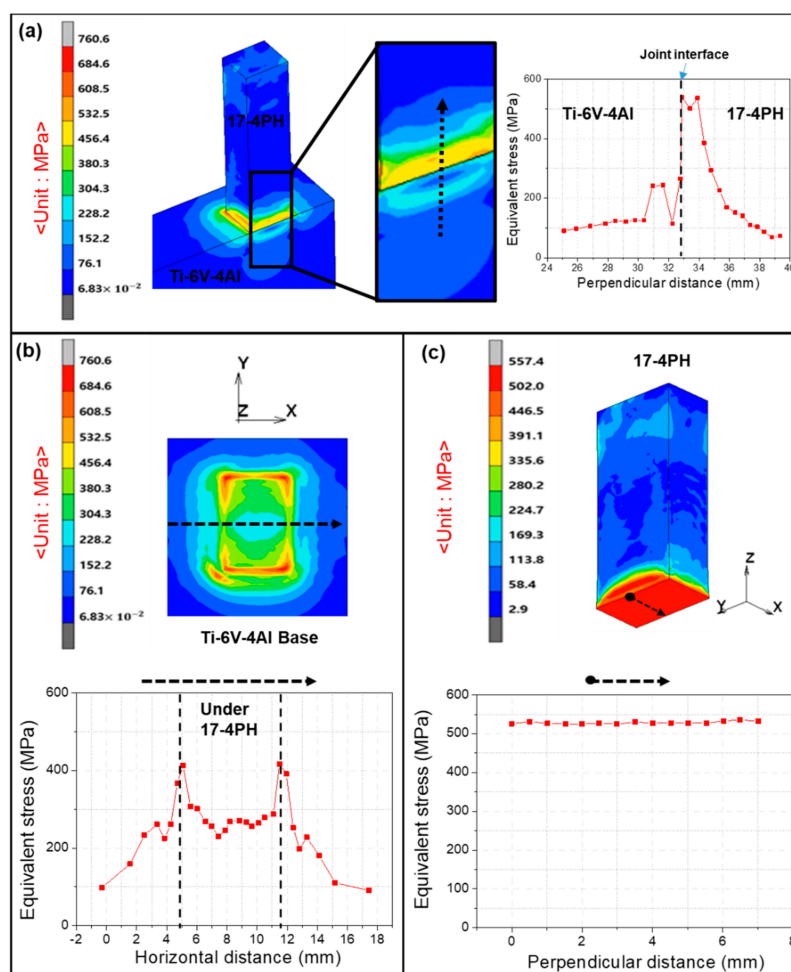 (a)
760.6
684.6
608.5
532.5
456.4
380.3
304.3
228.2
152.2
76.1
6.83× 10⁻²
<Unit : MPa>
17-4PH
Ti-6V-4Al
Joint interface
Ti-6V-4Al
17-4PH
Equivalent stress (MPa)
600
500
400
300
200
100
0
24 26 28 30 32 34 36 38 40
Perpendicular distance (mm)
(b)
760.6
684.6
608.5
532.5
456.4
380.3
304.3
228.2
152.2
76.1
6.83× 10⁻²
<Unit : MPa>
Y
Z
X
Ti-6V-4Al Base
Under
17-4PH
Equivalent stress (MPa)
600
400
200
0
-2 0 2 4 6 8 10 12 14 16 18
Horizontal distance (mm)
(c)
557.4
502.0
446.5
391.1
335.6
280.2
224.7
169.3
113.8
58.4
2.9
<Unit : MPa>
17-4PH
Z
Y
X
Equivalent stress (MPa)
600
500
400
300
200
100
0
0 2 4 6 8
Perpendicular distance (mm)